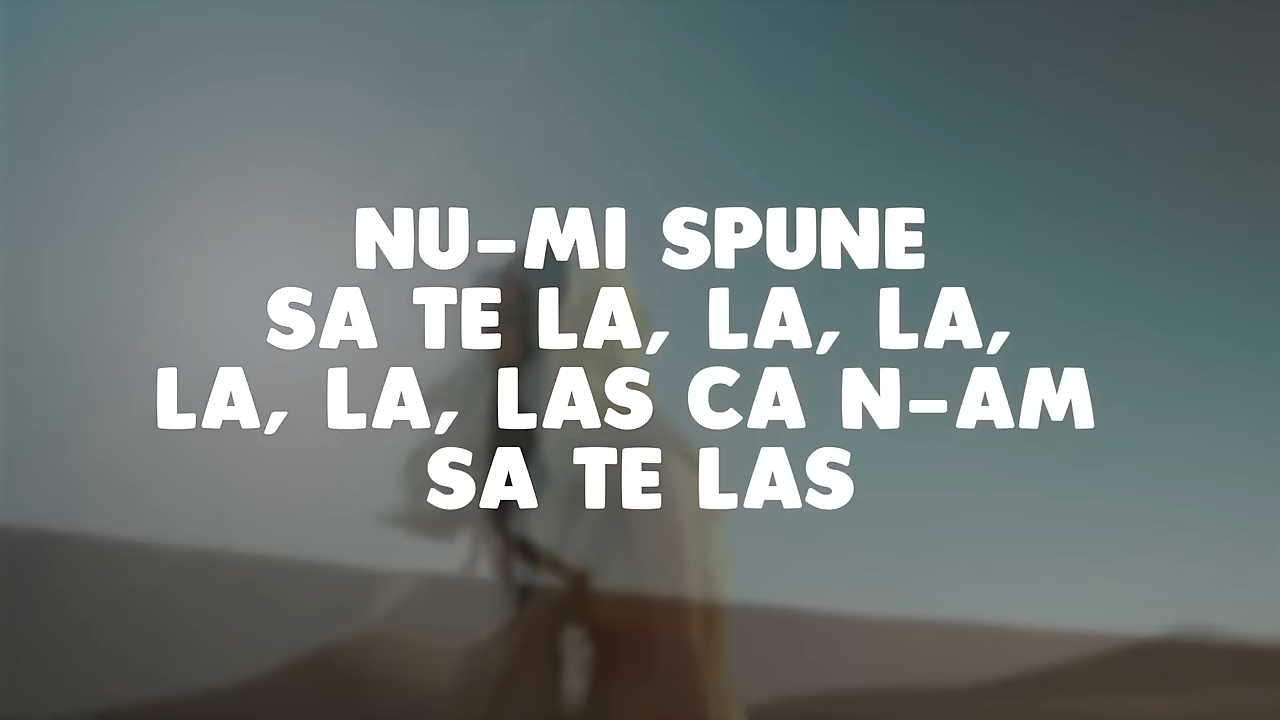 NU-MI SPUNE
SA TE LA, LA, LA,
LA, LA, LAS CA N-AM
SA TE LAS